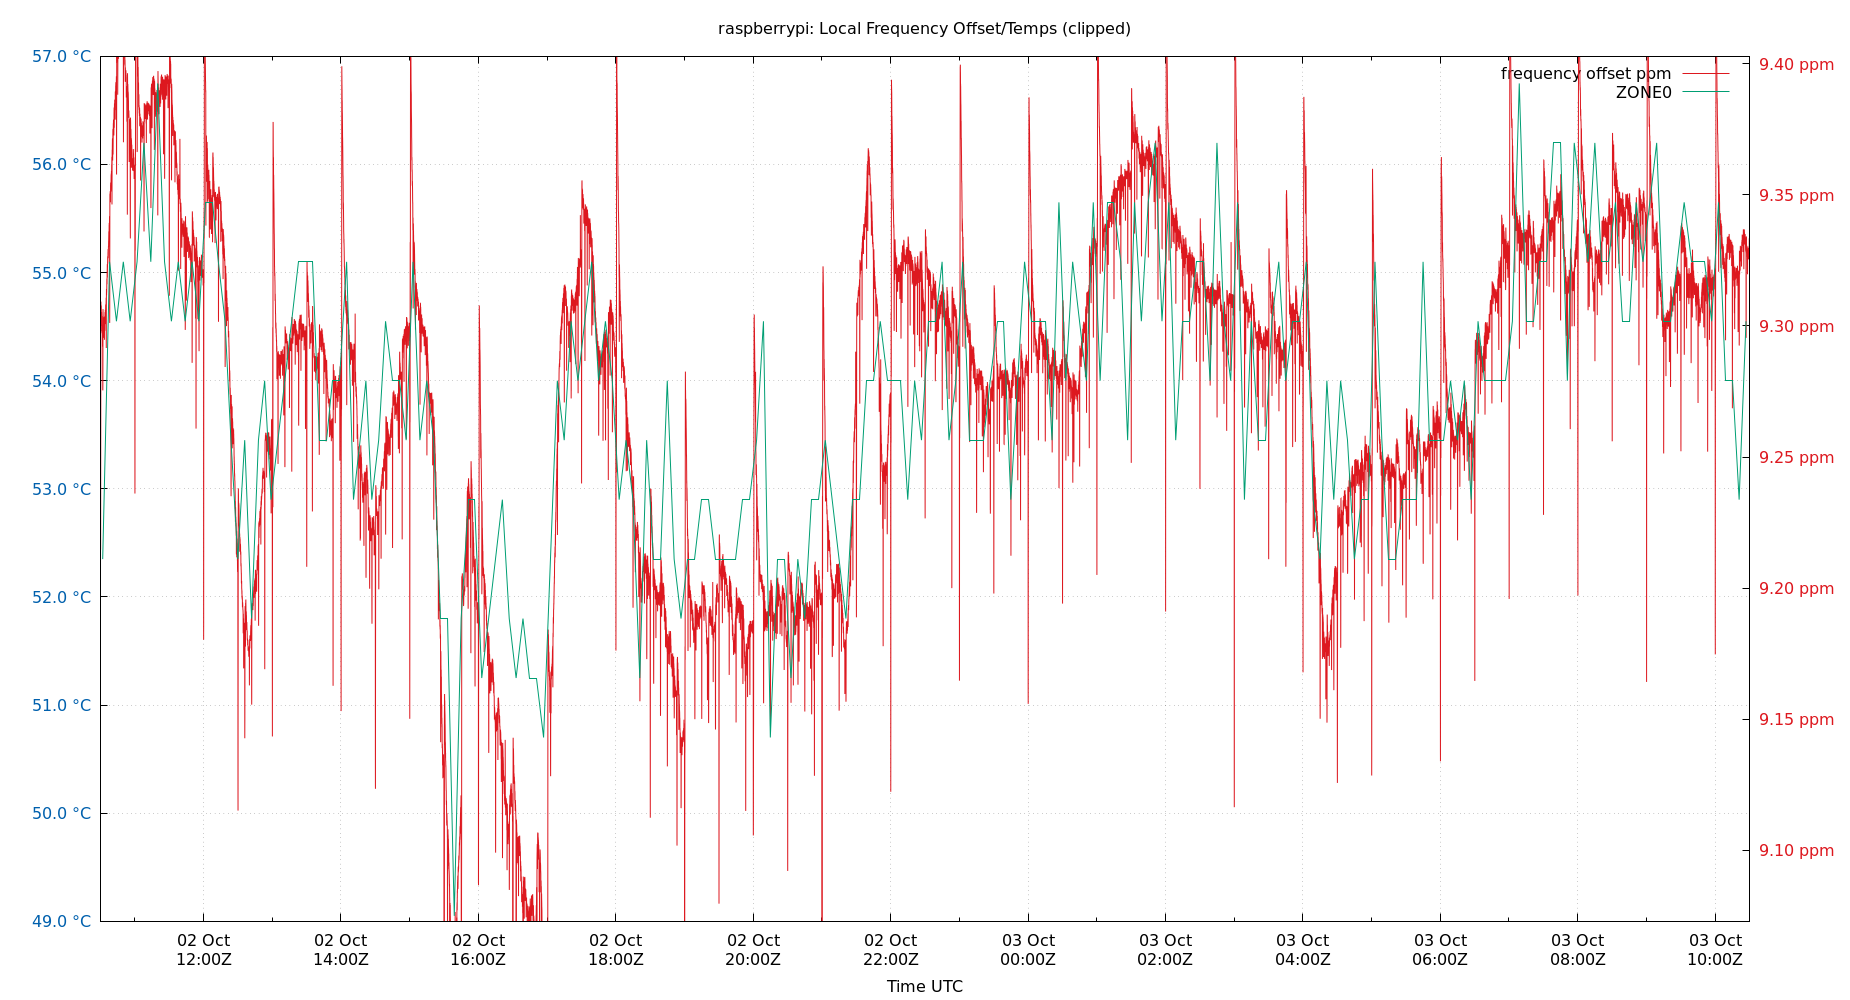 raspberrypi: Local Frequency Offset/Temps (clipped)
frequency offset ppm
ZONE0
57.0 °C
56.0 °C
55.0 °C
54.0 °C
53.0 °C
52.0 °C
51.0 °C
50.0 °C
49.0 °C
9.40 ppm
9.35 ppm
9.30 ppm
9.25 ppm
9.20 ppm
9.15 ppm
9.10 ppm
02 Oct 02 Oct 02 Oct 02 Oct 02 Oct 02 Oct 03 Oct 03 Oct 03 Oct 03 Oct 03 Oct 03 Oct
12:00Z 14:00Z 16:00Z 18:00Z 20:00Z 22:00Z 00:00Z 02:00Z 04:00Z 06:00Z 08:00Z 10:00Z
Time UTC